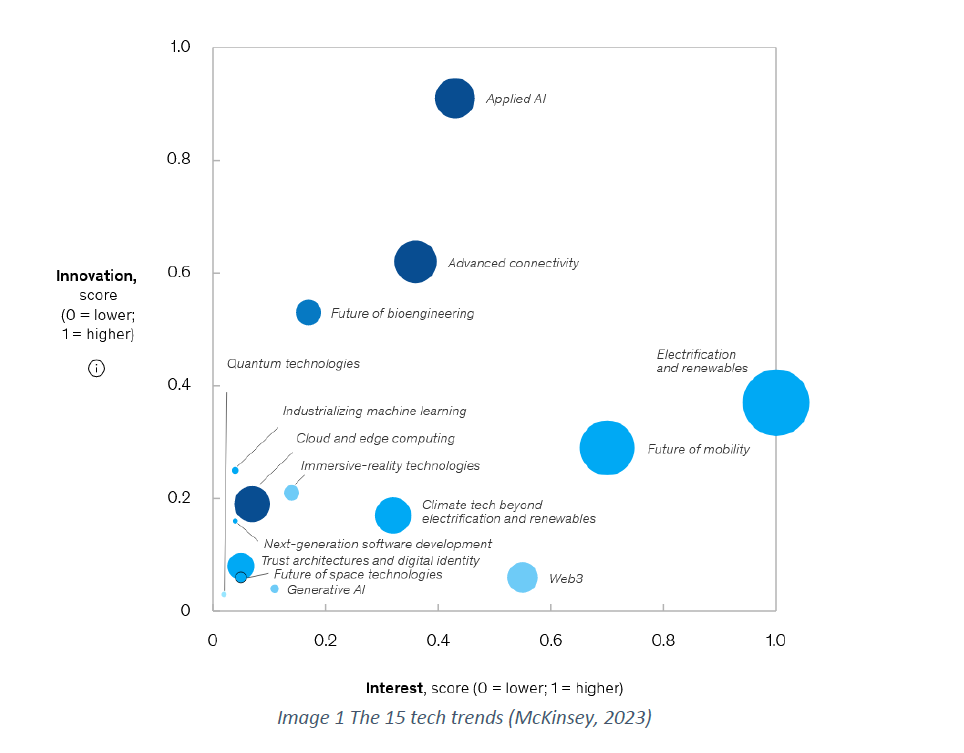 1.0
Applied AI
0.8
Advanced connectivity
0.6
Innovation,
score
(0 = lower;
1 = higher)
i
Future of bioengineering
Quantum technologies
Electrification
and renewables
0.4
Industrializing machine learning
Cloud and edge computing
Immersive-reality technologies
Future of mobility
0.2
Climate tech beyond
electrification and renewables
Next-generation software development
Trust architectures and digital identity
Future of space technologies
Generative AI
Web3
0
0 0.2 0.4 0.6 0.8 1.0
Interest, score (0 = lower; 1 = higher)
Image 1 The 15 tech trends (McKinsey, 2023)